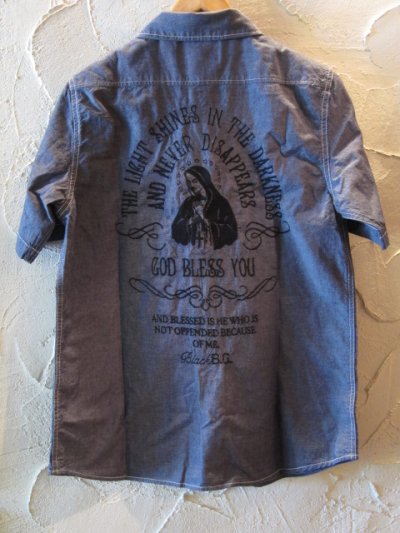 THE LIGHT SHINES IN THE DARKNESS
AND NEVER DISAPPEARS
GOD BLESS YOU
AND BLESSED IS HE WHO IS
NOT OFFENDED BECAUSE
OF ME.
Black B.G.